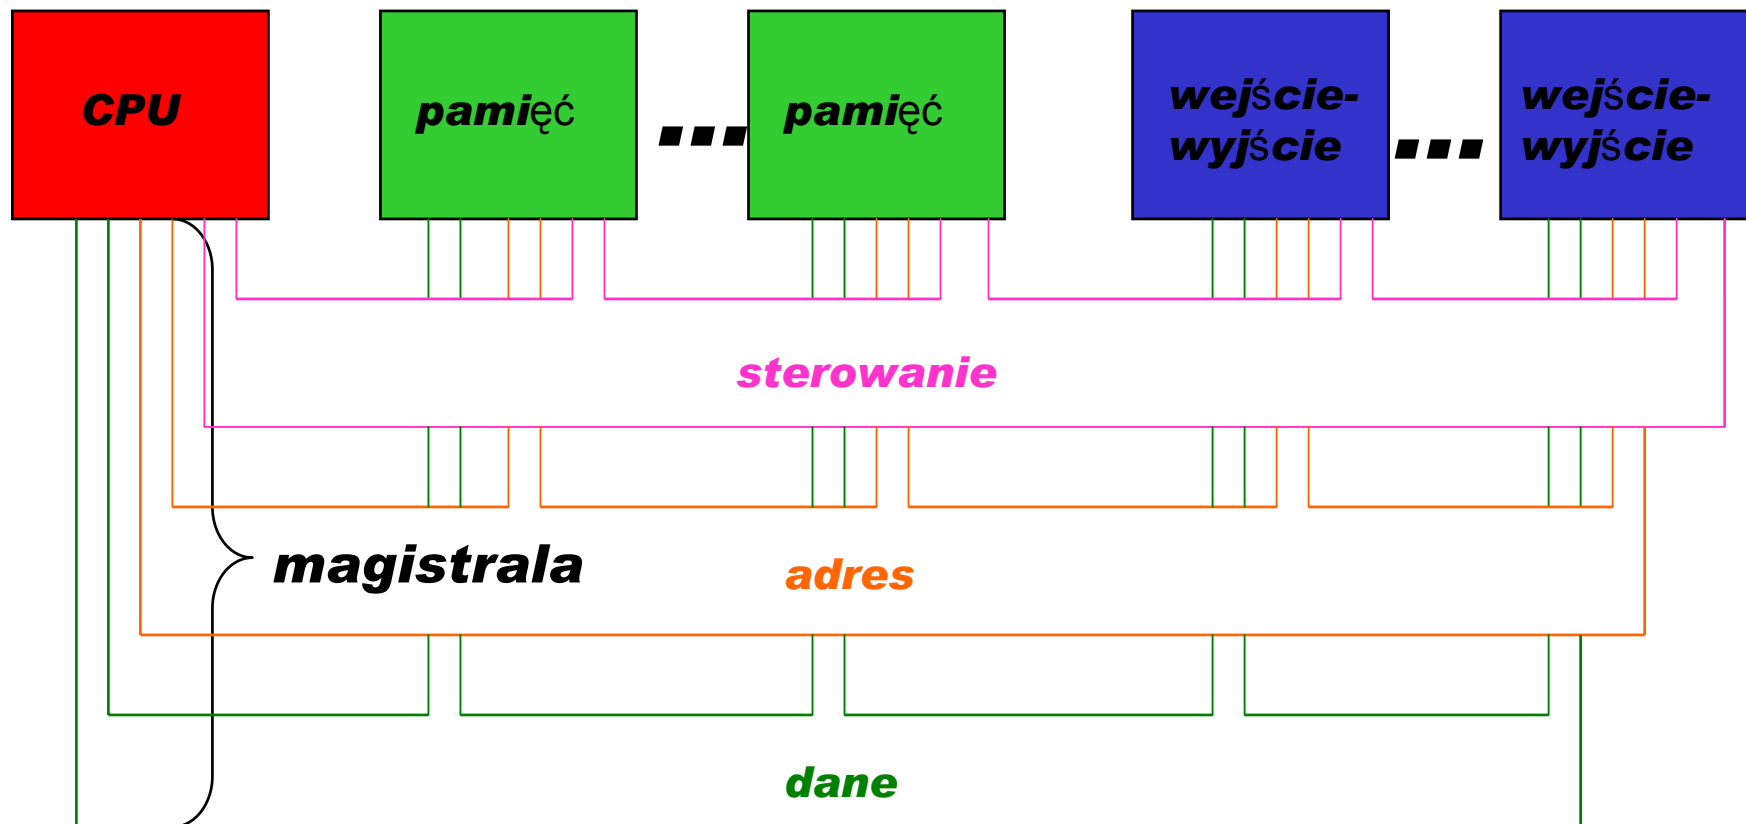 CPU
pamięć
pamięć
wejście-
wyjście
wejście-
wyjście
sterowanie
magistrala
adres
dane